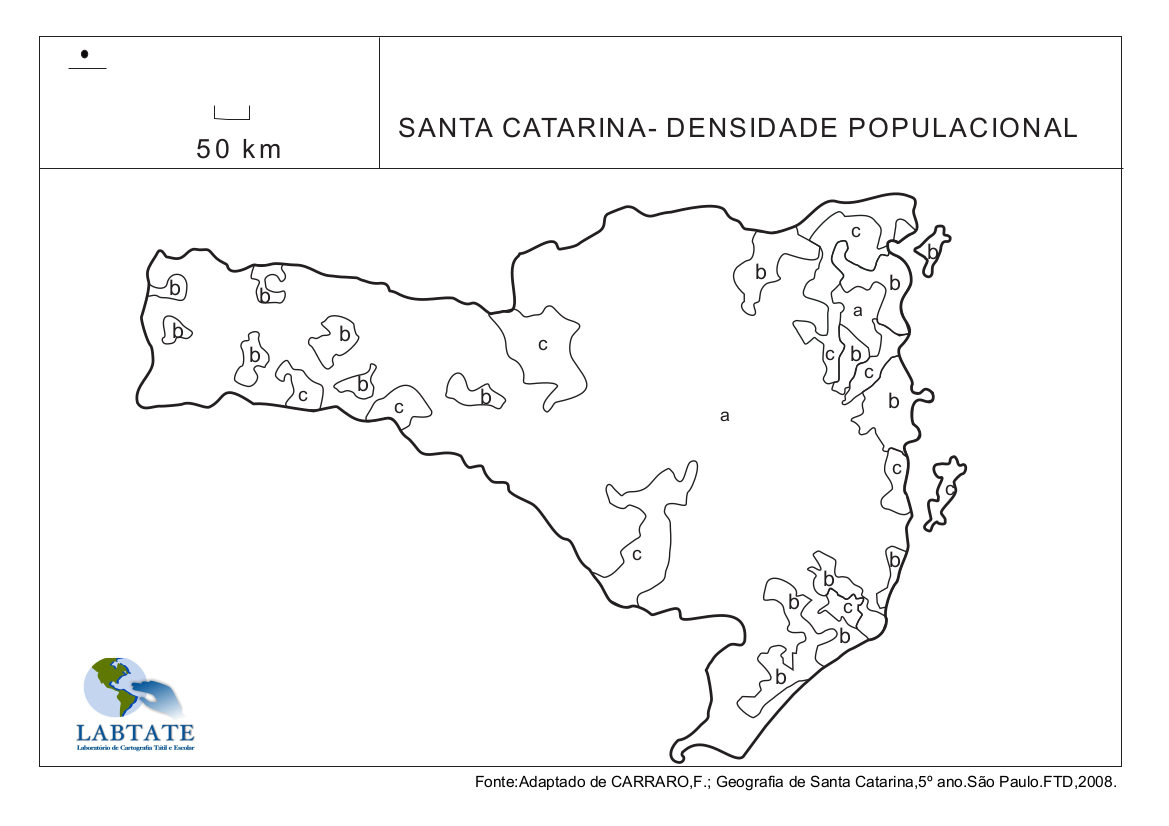 50 km
SANTA CATARINA- DENSIDADE POPULACIONAL
c
b
b
b
b
b
a
b
b
c
c
b
b
c
b
c
b
c
b
a
c
c
c
b
b
b
c
b
b
LABTATE
Laboratório de Cartografia Tátil e Escolar
Fonte:Adaptado de CARRARO,F.; Geografia de Santa Catarina,5º ano.São Paulo.FTD,2008.